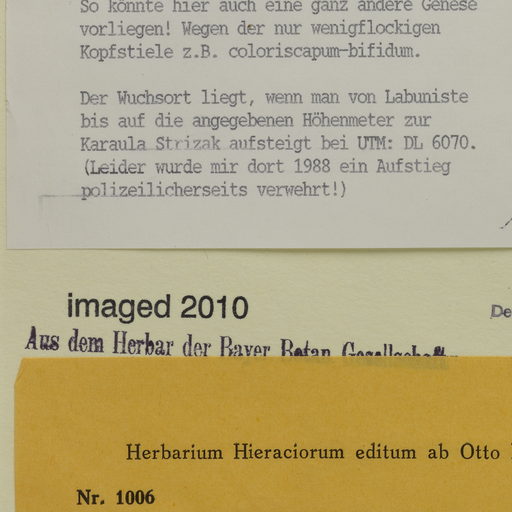 So könnte hier auch eine ganz andere Genese
vorliegen! Wegen der nur wenigflockigen
Kopfstiele z.B. coloriscapum-bifidum.
Der Wuchsort liegt, wenn man von Labuniste
bis auf die angegebenen Höhenmeter zur
Karaula Strizak aufsteigt bei UTM: DL 6070.
(Leider wurde mir dort 1988 ein Aufstieg
polizeilicherseits verwehrt!)
imaged 2010
De
Aus dem Herbar der Bayer Botan Gesellschaft
Herbarium Hieraciorum editum ab Otto
Nr. 1006